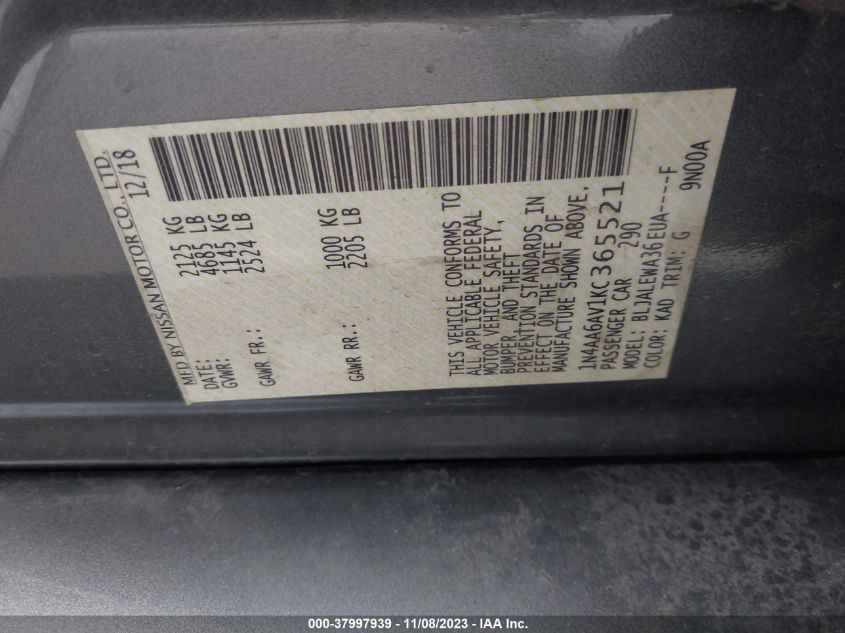 MFD BY NISSAN MOTOR CO., LTD.
DATE: 12/18
GVWR: 2125 KG
4685 LB
GAWR FR.: 1145 KG
2524 LB
GAWR RR.: 1000 KG
2205 LB
THIS VEHICLE CONFORMS TO
ALL APPLICABLE FEDERAL
MOTOR VEHICLE SAFETY,
BUMPER, AND THEFT
PREVENTION STANDARDS IN
EFFECT ON THE DATE OF
MANUFACTURE SHOWN ABOVE.
1N4AA6AV1KC365521
PASSENGER CAR 290
MODEL: BLJALEWA36EUA----F
COLOR: KAD TRIM: G 9N00A
000-37997939 - 11/08/2023 - IAA Inc.